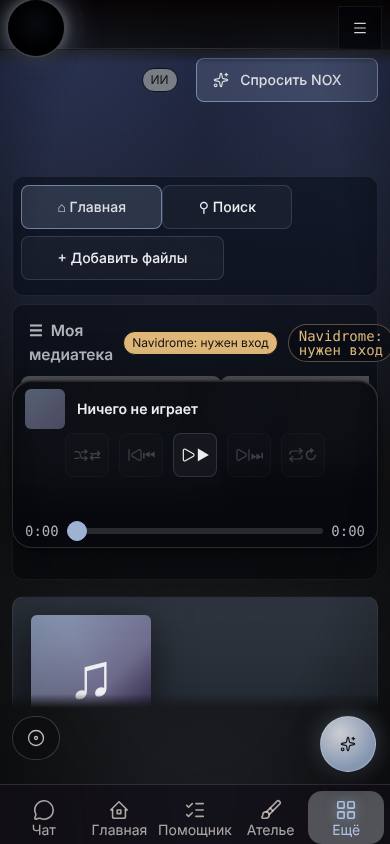 ИИ
Спросить NOX
Главная
Поиск
+ Добавить файлы
Моя
медиатека
Navidrome: нужен вход
Navidrome:
нужен вход
Ничего не играет
0:00
0:00
Чат
Главная
Помощник
Ателье
Ещё